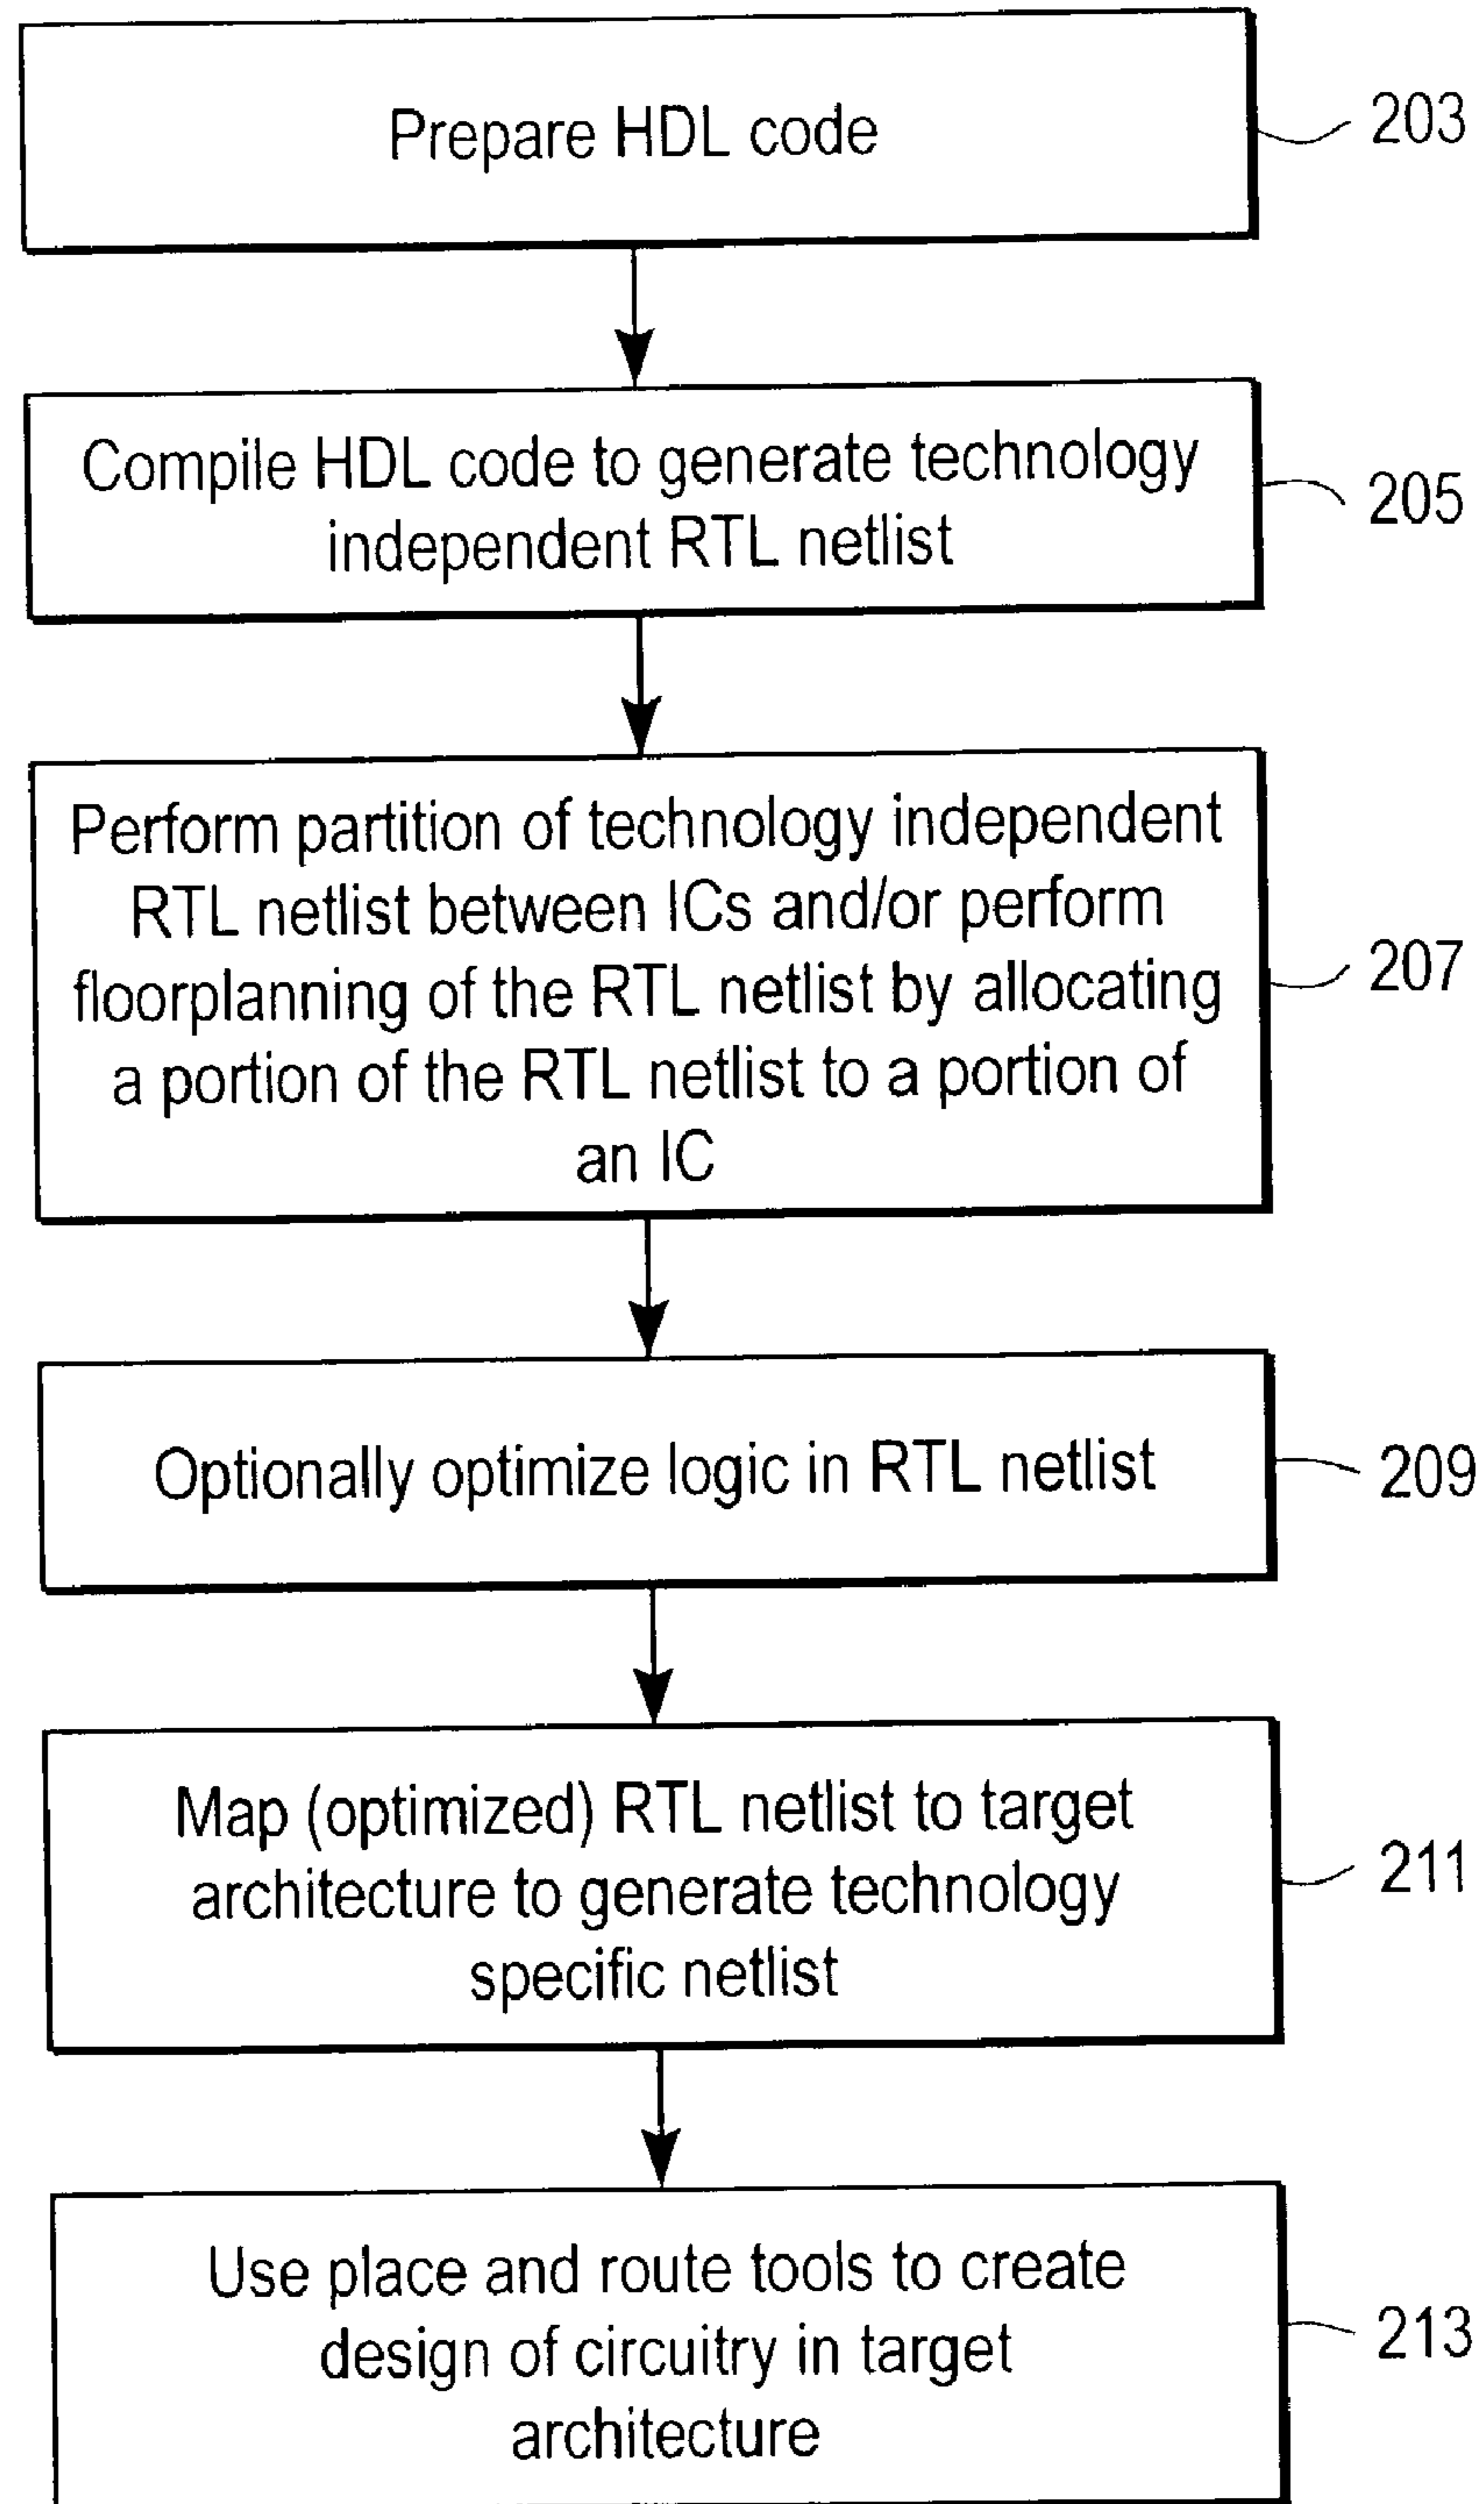 Prepare HDL code
203
Compile HDL code to generate technology
independent RTL netlist
205
Perform partition of technology independent
RTL netlist between ICs and/or perform
floorplanning of the RTL netlist by allocating
a portion of the RTL netlist to a portion of
an IC
207
Optionally optimize logic in RTL netlist
209
Map (optimized) RTL netlist to target
architecture to generate technology
specific netlist
211
Use place and route tools to create
design of circuitry in target
architecture
213